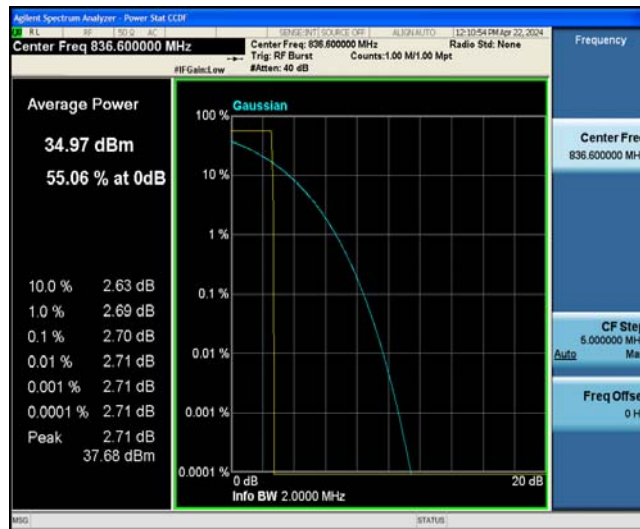 Agilent Spectrum Analyzer - Power Stat CCDF
RL RF 50 Ω AC SENSE:INT SOURCE OFF ALIGN AUTO 12:10:54 PM Apr 22, 2024
Center Freq 836.600000 MHz
Center Freq: 836.600000 MHz Radio Std: None
Trig: RF Burst Counts:1.00 M/1.00 Mpt
#IFGain:Low #Atten: 40 dB
Frequency
Average Power
34.97 dBm
55.06 % at 0dB
10.0 % 2.63 dB
1.0 % 2.69 dB
0.1 % 2.70 dB
0.01 % 2.71 dB
0.001 % 2.71 dB
0.0001 % 2.71 dB
Peak 2.71 dB
37.68 dBm
Gaussian
100 %
10 %
1 %
0.1 %
0.01 %
0.001 %
0.0001 %
0 dB 20 dB
Info BW 2.0000 MHz
Center Fre
836.600000 MH
CF Step
5.000000 MH
Auto Ma
Freq Offse
0 H
MSG STATUS